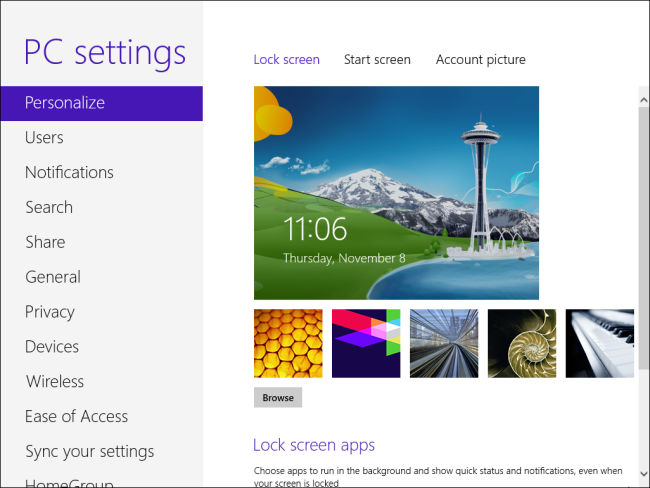 PC settings
Personalize
Users
Notifications
Search
Share
General
Privacy
Devices
Wireless
Ease of Access
Sync your settings
HomeGroup
Lock screen Start screen Account picture
11:06
Thursday, November 8
Browse
Lock screen apps
Choose apps to run in the background and show quick status and notifications, even when
your screen is locked